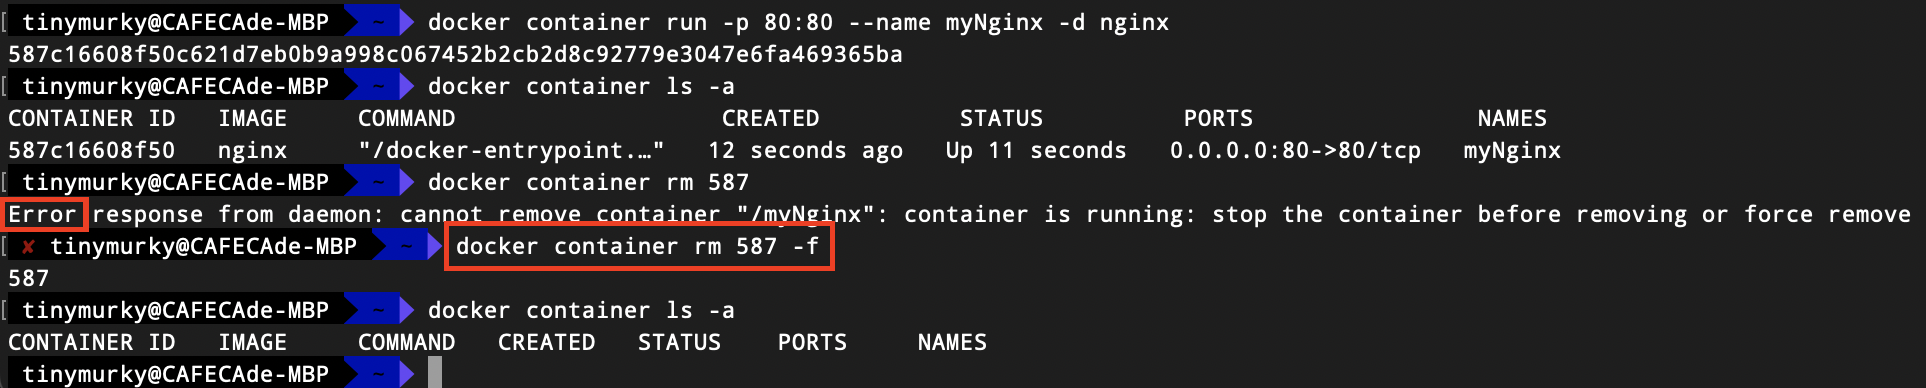 tinymurky@CAFECAde-MBP ~ docker container run -p 80:80 --name myNginx -d nginx
587c16608f50c621d7eb0b9a998c067452b2cb2d8c92779e3047e6fa469365ba
tinymurky@CAFECAde-MBP ~ docker container ls -a
CONTAINER ID IMAGE COMMAND CREATED STATUS PORTS NAMES
587c16608f50 nginx "/docker-entrypoint.…" 12 seconds ago Up 11 seconds 0.0.0.0:80->80/tcp myNginx
tinymurky@CAFECAde-MBP ~ docker container rm 587
Error response from daemon: cannot remove container "/myNginx": container is running: stop the container before removing or force remove
✘ tinymurky@CAFECAde-MBP ~ docker container rm 587 -f
587
tinymurky@CAFECAde-MBP ~ docker container ls -a
CONTAINER ID IMAGE COMMAND CREATED STATUS PORTS NAMES
tinymurky@CAFECAde-MBP ~